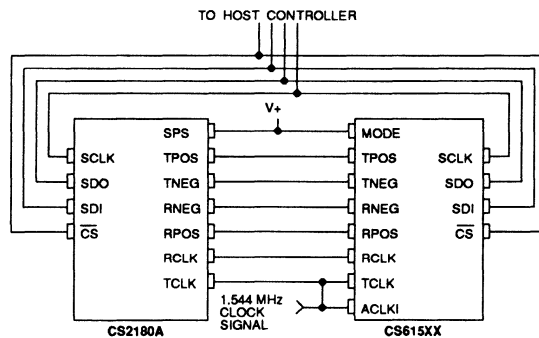 TO HOST CONTROLLER
V+
SPS
MODE
SCLK
TPOS
TPOS
SCLK
SDO
TNEG
TNEG
SDO
SDI
RNEG
RNEG
SDI
CS
RPOS
RPOS
CS
RCLK
RCLK
TCLK
TCLK
1.544 MHz
CLOCK
SIGNAL
ACLKI
CS2180A
CS615XX